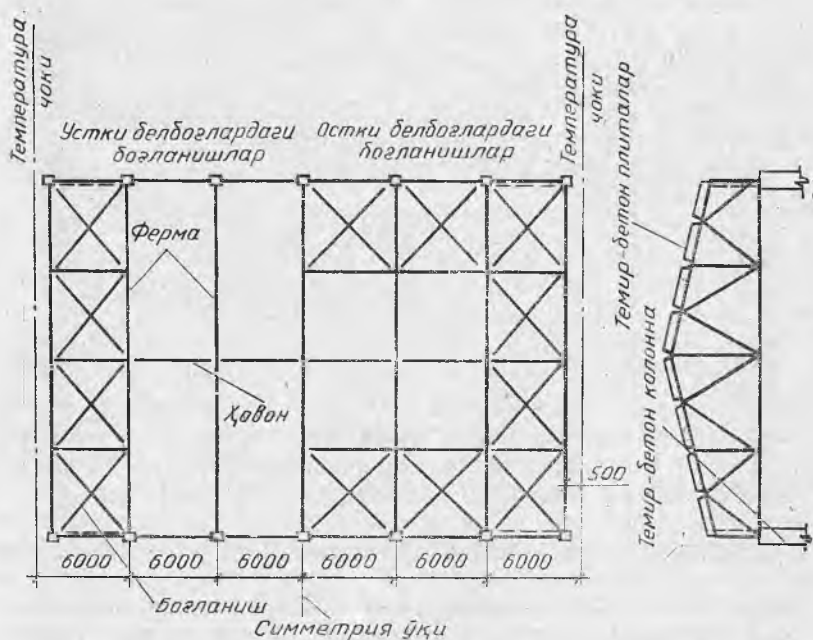 Температура
чоки
Устки белбоғлардаги
боғланишлар
Остки белбоғлардаги
боғланишлар
Температура
чоки
Ферма
Ҳавон
Темир-бетон плиталар
Темир-бетон колонна
500
6000 6000 6000 6000 6000 6000
Боғланиш
Симметрия ўқи